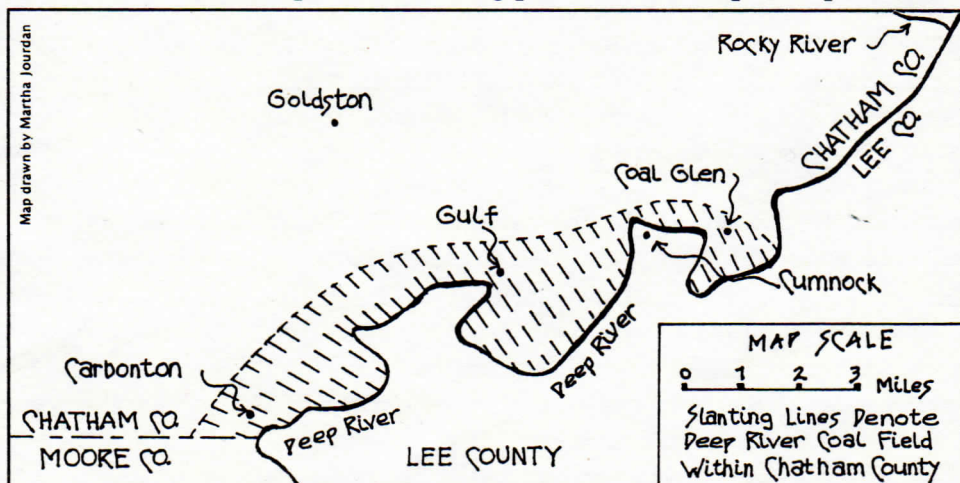 Map drawn by Martha Jourdan
Rocky River
Goldston
CHATHAM CO.
LEE CO.
Coal Glen
Gulf
Cumnock
Carbonton
Deep River
Deep River
CHATHAM CO.
MOORE CO.
LEE COUNTY
MAP SCALE
0 1 2 3 Miles
Slanting Lines Denote
Deep River Coal Field
Within Chatham County